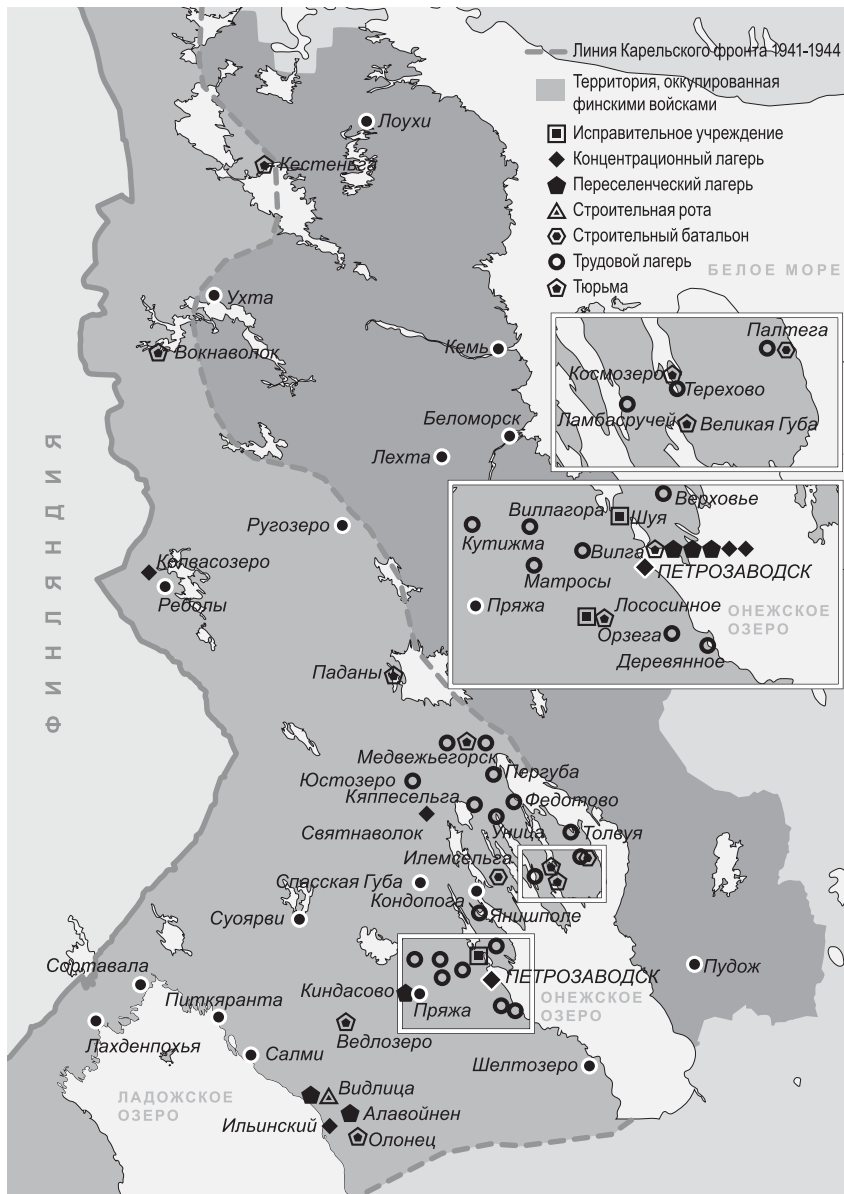 Линия Карельского фронта 1941-1944
Территория, оккупированная
финскими войсками
Исправительное учреждение
Концентрационный лагерь
Переселенческий лагерь
Строительная рота
Строительный батальон
Трудовой лагерь
Тюрьма
Лоухи
Кестеньга
БЕЛОЕ МОРЕ
Ухта
Вокнаволок
Кемь
Палтега
Космозеро
Терехово
Ламбасручей
Великая Губа
Беломорск
Лехта
ФИНЛЯНДИЯ
Ругозеро
Верховье
Виллагора
Шуя
Кутижма
Вилга
Матросы
ПЕТРОЗАВОДСК
Пряжа
Лососинное
ОНЕЖСКОЕ
ОЗЕРО
Орзега
Деревянное
Колвасозеро
Реболы
Паданы
Медвежьегорск
Пергуба
Юстозеро
Кяппесельга
Федотово
Святнаволок
Уница
Толвуя
Илемсельга
Спасская Губа
Кондопога
Суоярви
Янишполе
Сортавала
ПЕТРОЗАВОДСК
Пудож
Питкяранта
Киндасово
Пряжа
ОНЕЖСКОЕ
ОЗЕРО
Лахденпохья
Ведлозеро
Салми
Шелтозеро
ЛАДОЖСКОЕ
ОЗЕРО
Видлица
Алавойнен
Ильинский
Олонец